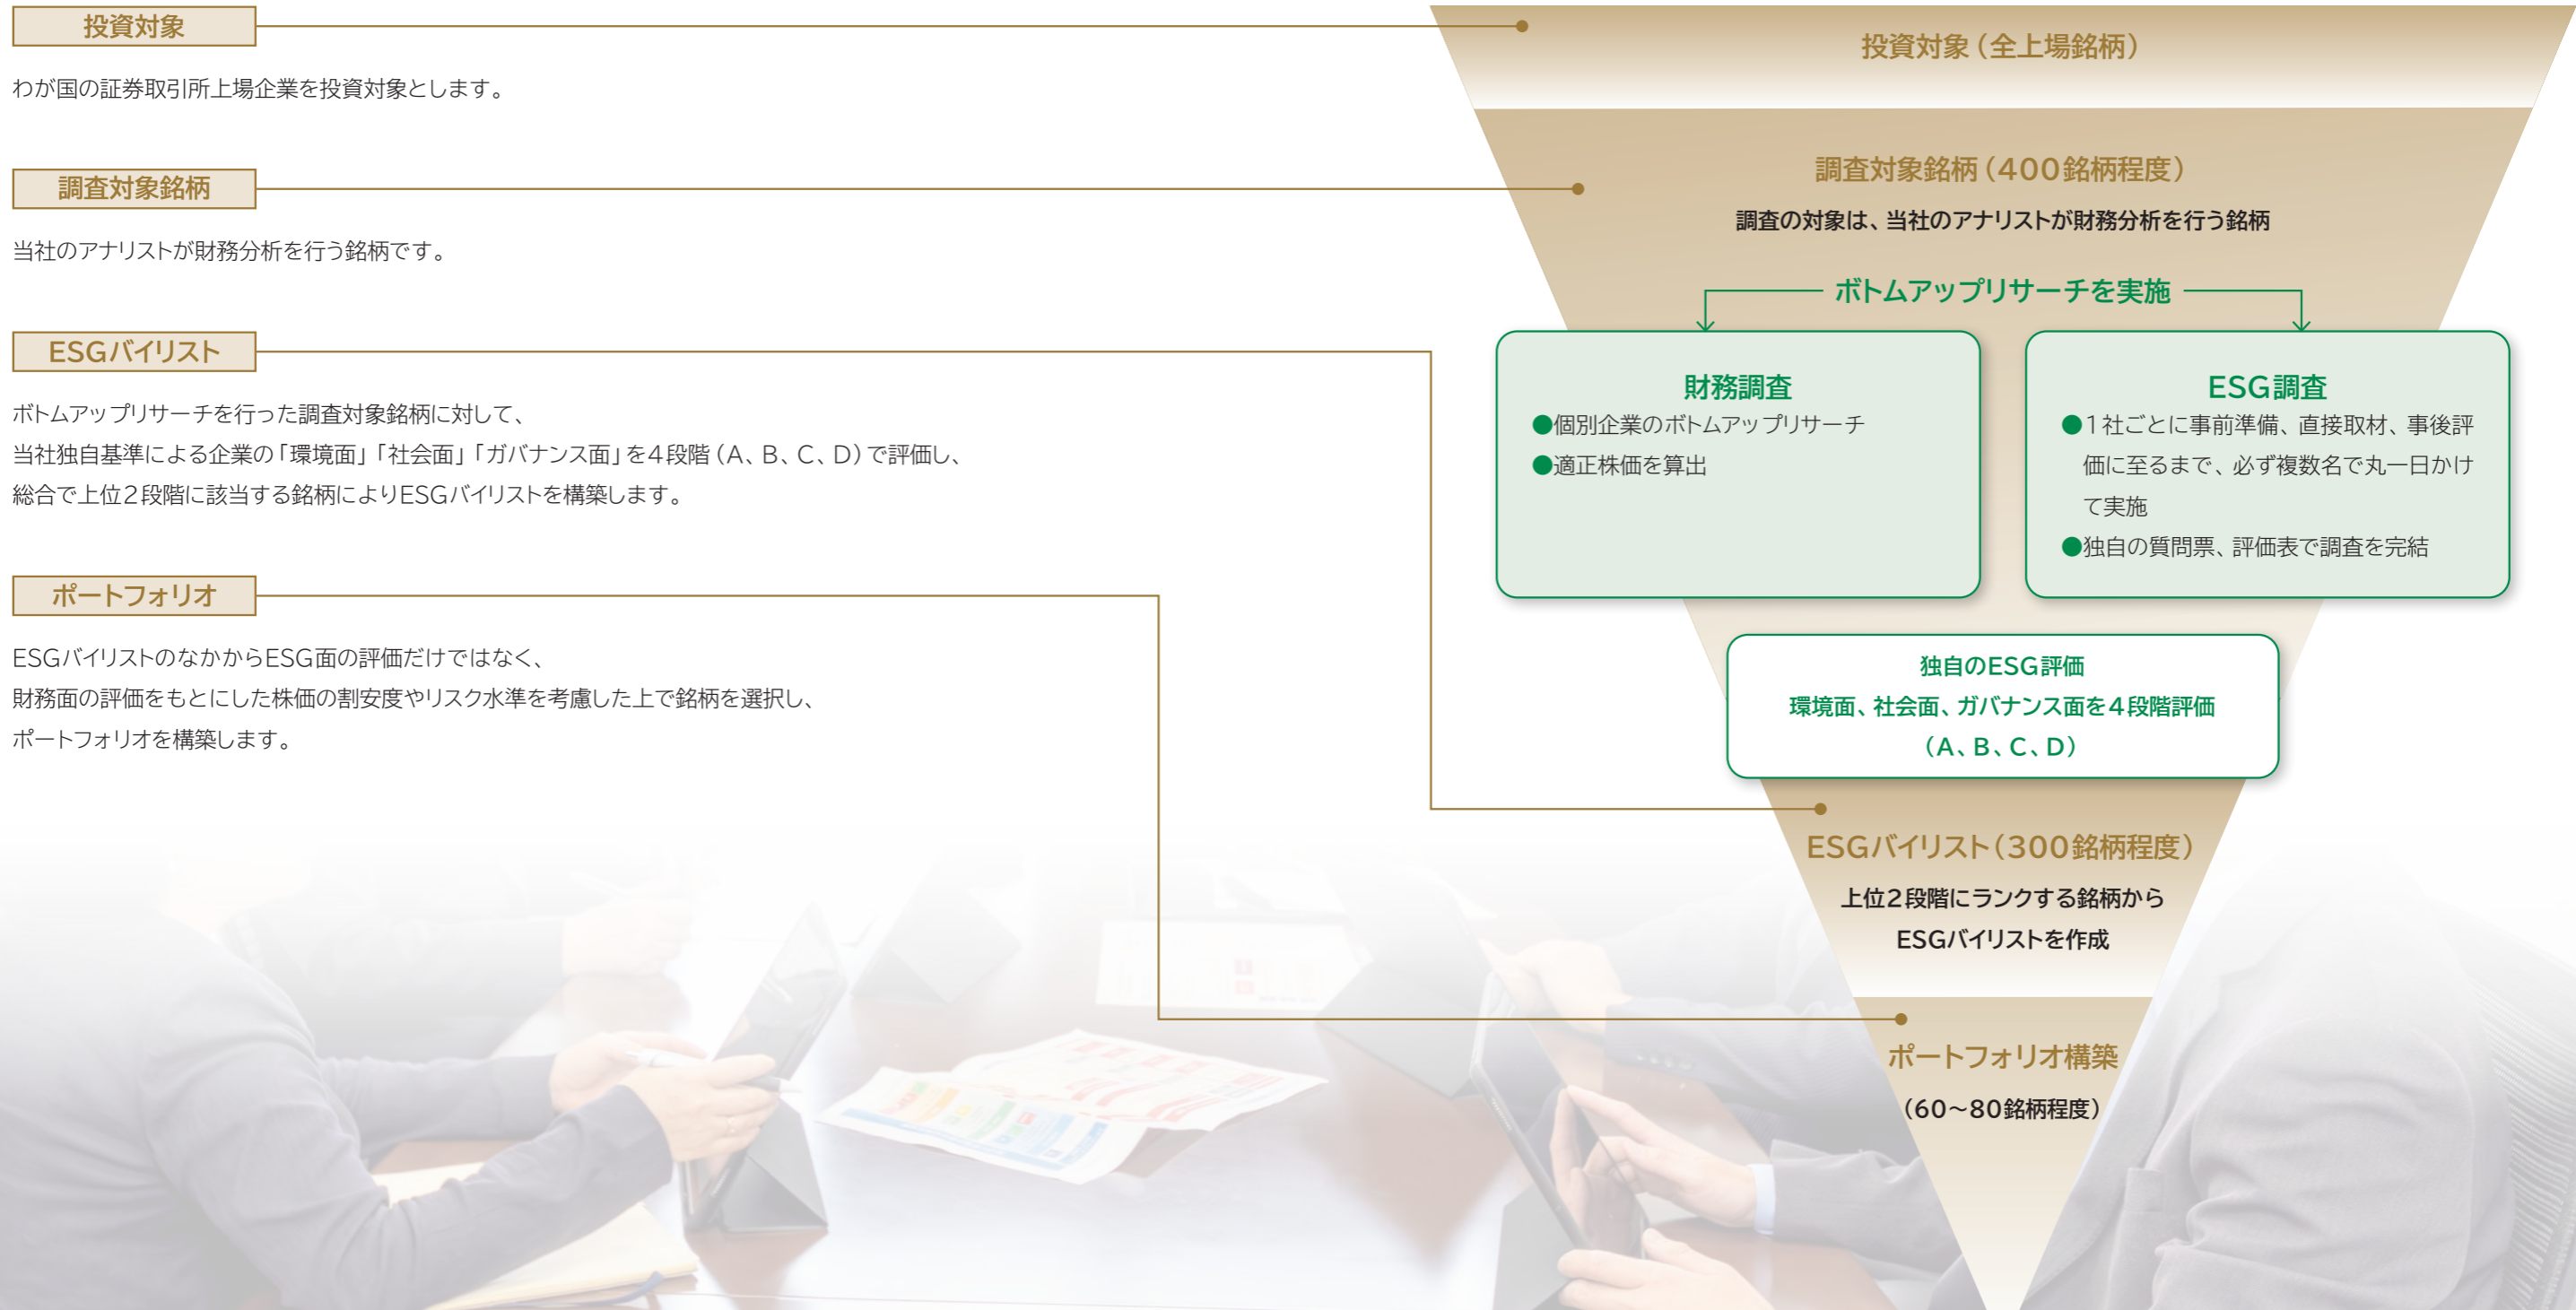 投資対象
わが国の証券取引所上場企業を投資対象とします。
調査対象銘柄
当社のアナリストが財務分析を行う銘柄です。
ESGバイリスト
ボトムアップリサーチを行った調査対象銘柄に対して、
当社独自基準による企業の「環境面」「社会面」「ガバナンス面」を4段階(A、B、C、D)で評価し、
総合で上位2段階に該当する銘柄によりESGバイリストを構築します。
ポートフォリオ
ESGバイリストのなかからESG面の評価だけではなく、
財務面の評価をもとにした株価の割安度やリスク水準を考慮した上で銘柄を選択し、
ポートフォリオを構築します。
投資対象(全上場銘柄)
調査対象銘柄(400銘柄程度)
調査の対象は、当社のアナリストが財務分析を行う銘柄
ボトムアップリサーチを実施
財務調査
●個別企業のボトムアップリサーチ
●適正株価を算出
ESG調査
●1社ごとに事前準備、直接取材、事後評
価に至るまで、必ず複数名で丸一日かけ
て実施
●独自の質問票、評価表で調査を完結
独自のESG評価
環境面、社会面、ガバナンス面を4段階評価
(A、B、C、D)
ESGバイリスト(300銘柄程度)
上位2段階にランクする銘柄から
ESGバイリストを作成
ポートフォリオ構築
(60～80銘柄程度)